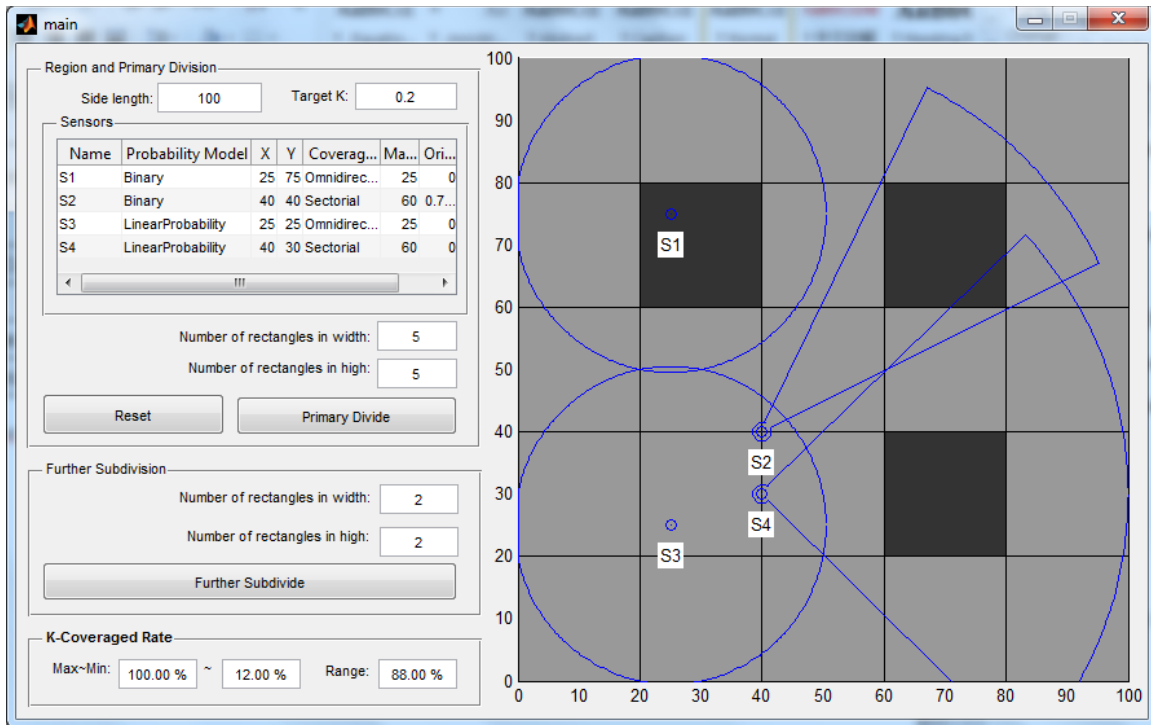 main
Region and Primary Division
Side length: 100 Target K: 0.2
Sensors
Name Probability Model X Y Coverag... Ma... Ori...
S1 Binary 25 75 Omnidirec... 25 0
S2 Binary 40 40 Sectorial 60 0.7...
S3 LinearProbability 25 25 Omnidirec... 25 0
S4 LinearProbability 40 30 Sectorial 60 0
Number of rectangles in width: 5
Number of rectangles in high: 5
Reset Primary Divide
Further Subdivision
Number of rectangles in width: 2
Number of rectangles in high: 2
Further Subdivide
K-Coveraged Rate
Max~Min: 100.00 % ~ 12.00 % Range: 88.00 %
100
90
80
70
60
50
40
30
20
10
0
S1
S2
S4
S3
0 10 20 30 40 50 60 70 80 90 100